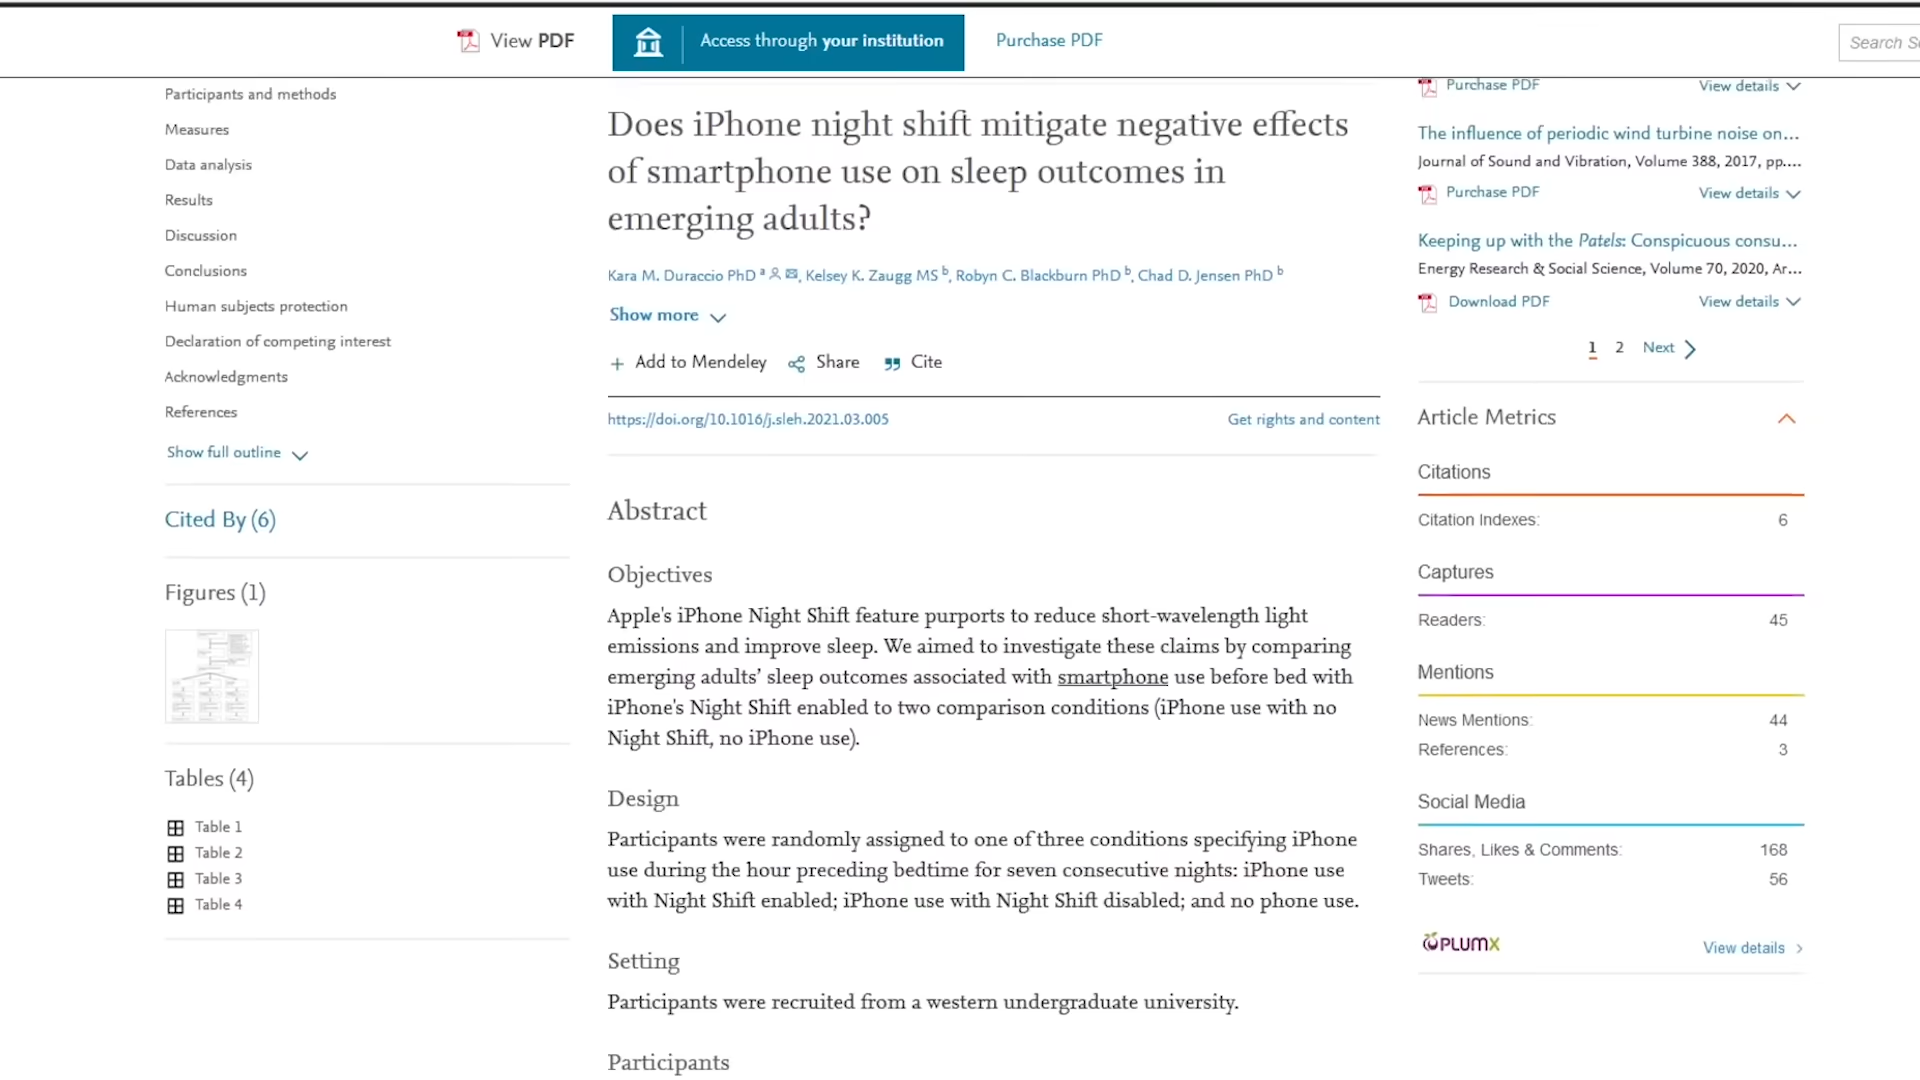 View PDF
Access through your institution
Purchase PDF
Search S
Participants and methods
Measures
Data analysis
Results
Discussion
Conclusions
Human subjects protection
Declaration of competing interest
Acknowledgments
References
Show full outline
Cited By (6)
Figures (1)
Tables (4)
Table 1
Table 2
Table 3
Table 4
Does iPhone night shift mitigate negative effects
of smartphone use on sleep outcomes in
emerging adults?
Kara M. Duraccio PhD a, Kelsey K. Zaugg MS b, Robyn C. Blackburn PhD b, Chad D. Jensen PhD b
Show more
Add to Mendeley Share Cite
https://doi.org/10.1016/j.sleh.2021.03.005
Get rights and content
Abstract
Objectives
Apple's iPhone Night Shift feature purports to reduce short-wavelength light
emissions and improve sleep. We aimed to investigate these claims by comparing
emerging adults’ sleep outcomes associated with smartphone use before bed with
iPhone's Night Shift enabled to two comparison conditions (iPhone use with no
Night Shift, no iPhone use).
Design
Participants were randomly assigned to one of three conditions specifying iPhone
use during the hour preceding bedtime for seven consecutive nights: iPhone use
with Night Shift enabled; iPhone use with Night Shift disabled; and no phone use.
Setting
Participants were recruited from a western undergraduate university.
Participants
Purchase PDF View details
The influence of periodic wind turbine noise on...
Journal of Sound and Vibration, Volume 388, 2017, pp....
Purchase PDF View details
Keeping up with the Patels: Conspicuous consu...
Energy Research & Social Science, Volume 70, 2020, Ar...
Download PDF View details
1 2 Next
Article Metrics
Citations
Citation Indexes: 6
Captures
Readers: 45
Mentions
News Mentions: 44
References: 3
Social Media
Shares, Likes & Comments: 168
Tweets: 56
PLUMX View details